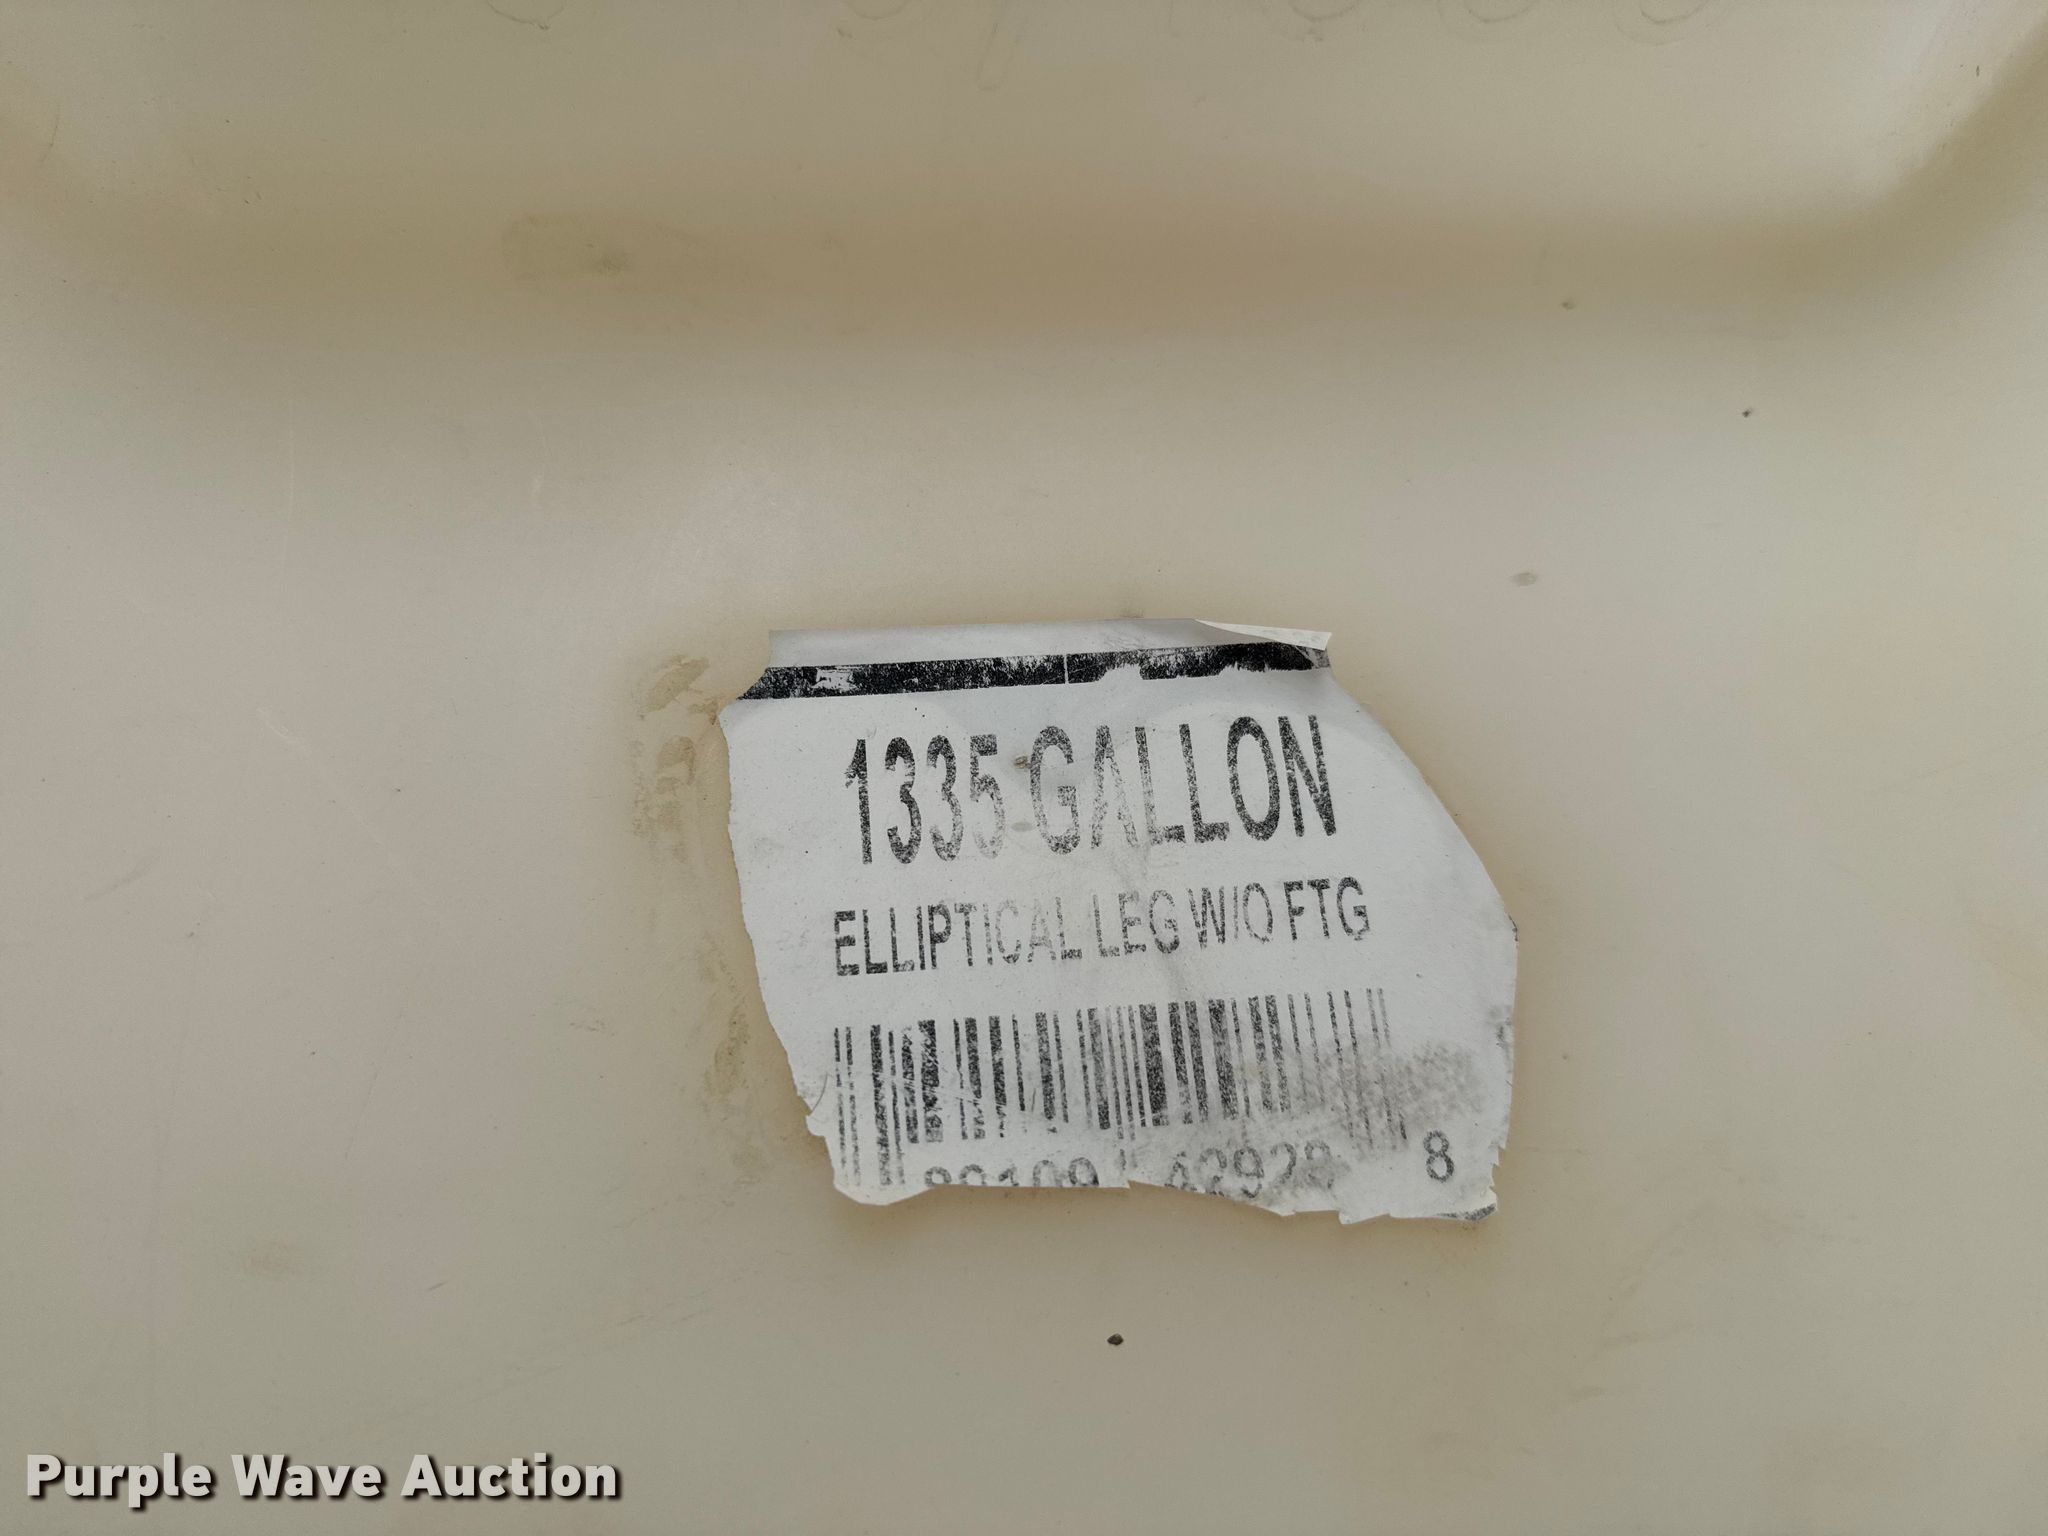 1335 GALLON
ELLIPTICAL LEG W/O FTG
8
Purple Wave Auction